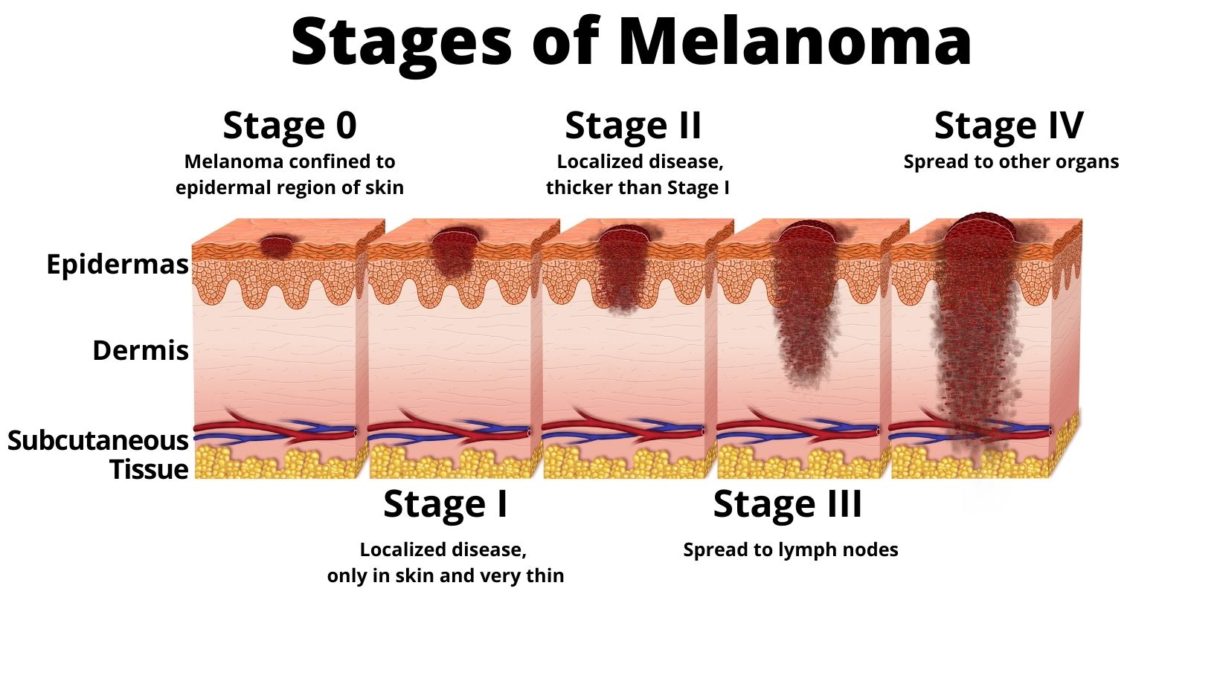 Stages of Melanoma
Stage 0
Melanoma confined to
epidermal region of skin
Stage II
Localized disease,
thicker than Stage I
Stage IV
Spread to other organs
Epidermas
Dermis
Subcutaneous
Tissue
Stage I
Localized disease,
only in skin and very thin
Stage III
Spread to lymph nodes